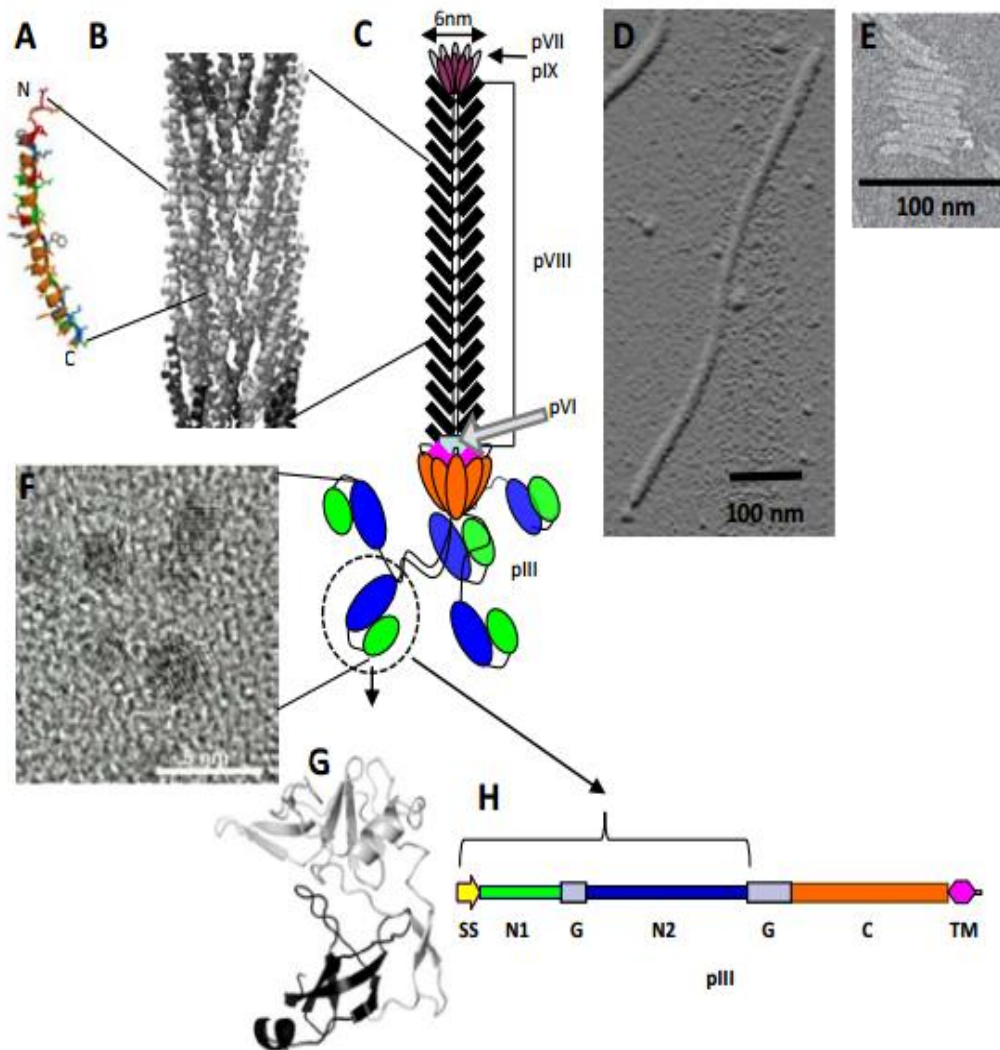 A
B
6nm
C
D
E
N
C
pVII
pIX
pVIII
pVI
100 nm
100 nm
F
pIII
G
H
SS N1 G N2 G C TM
pIII